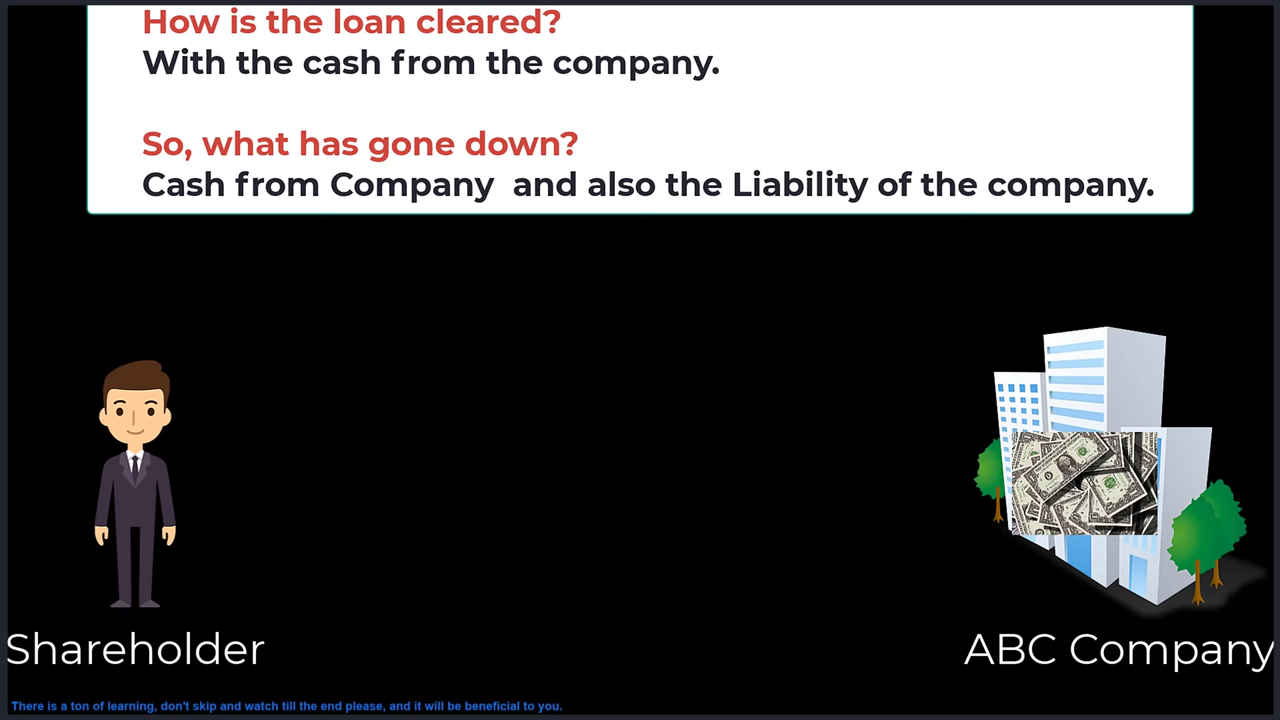 How is the loan cleared?
With the cash from the company.
So, what has gone down?
Cash from Company and also the Liability of the company.
Shareholder
ABC Company
There is a ton of learning, don't skip and watch till the end please, and it will be beneficial to you.